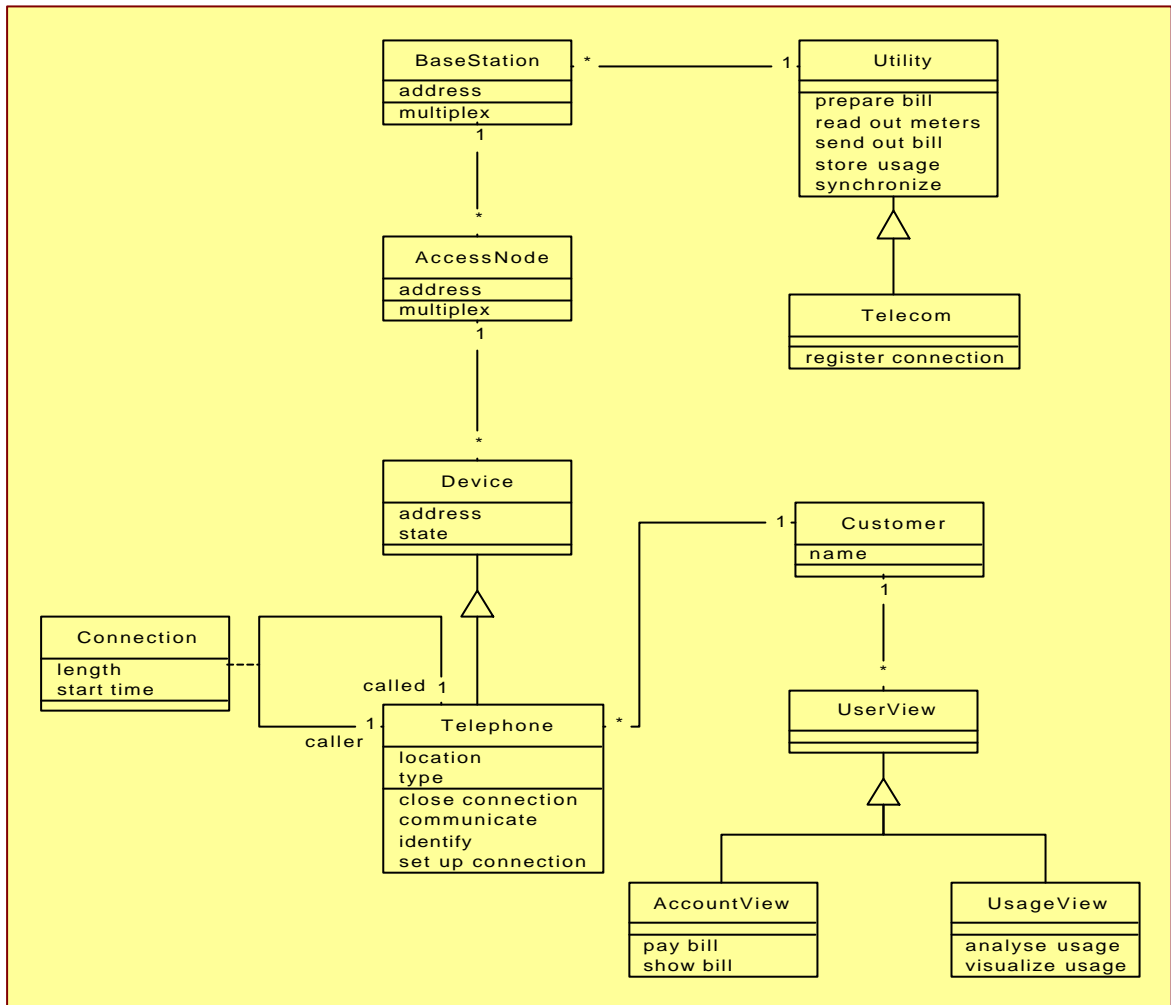 BaseStation
address
multiplex
*
1
Utility
prepare bill
read out meters
send out bill
store usage
synchronize
1
*
AccessNode
address
multiplex
1
*
Telecom
register connection
Device
address
state
1
Customer
name
1
*
Connection
length
start time
called 1
1
caller
Telephone
location
type
close connection
communicate
identify
set up connection
*
UserView
AccountView
pay bill
show bill
UsageView
analyse usage
visualize usage